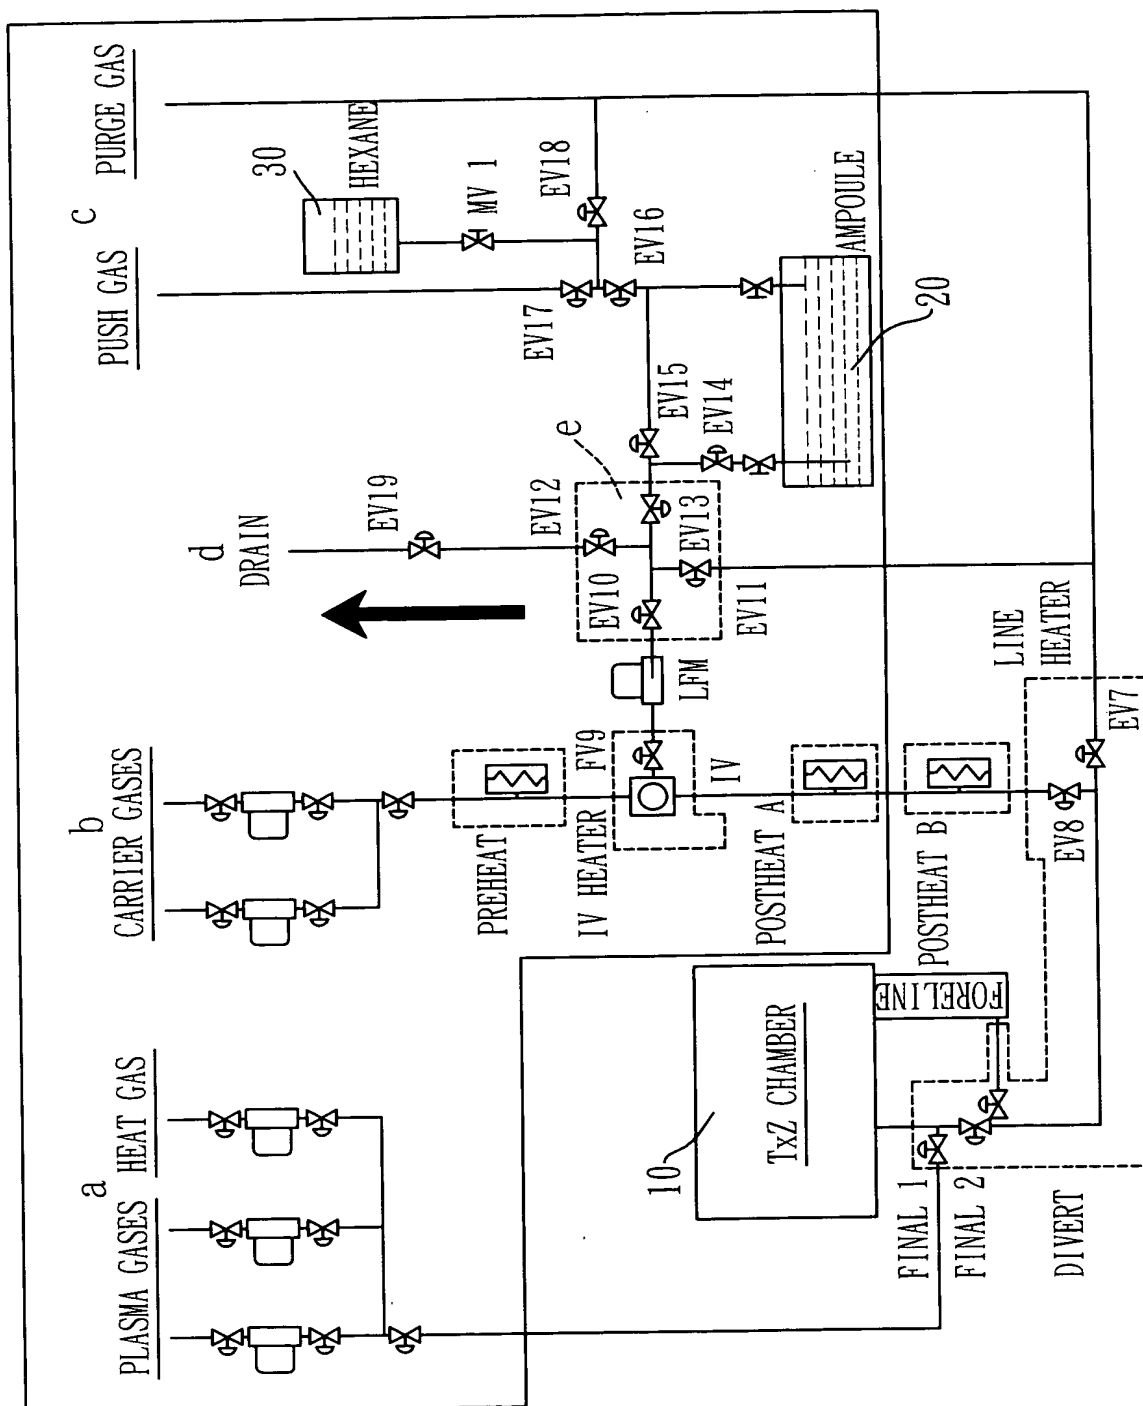 PLASMA GASES
a
HEAT GAS
b
CARRIER GASES
d
DRAIN
PUSH GAS
c
PURGE GAS
30
HEXANE
MV 1
EV19
EV17
EV18
EV16
EV12
e
EV15
EV14
EV10
EV13
EV11
LFM
FV9
IV
IV HEATER
PREHEAT
POSTHEAT A
POSTHEAT B
AMPOULE
20
LINE
HEATER
EV7
EV8
10
TxZ CHAMBER
FORELINE
FINAL 1
FINAL 2
DIVERT